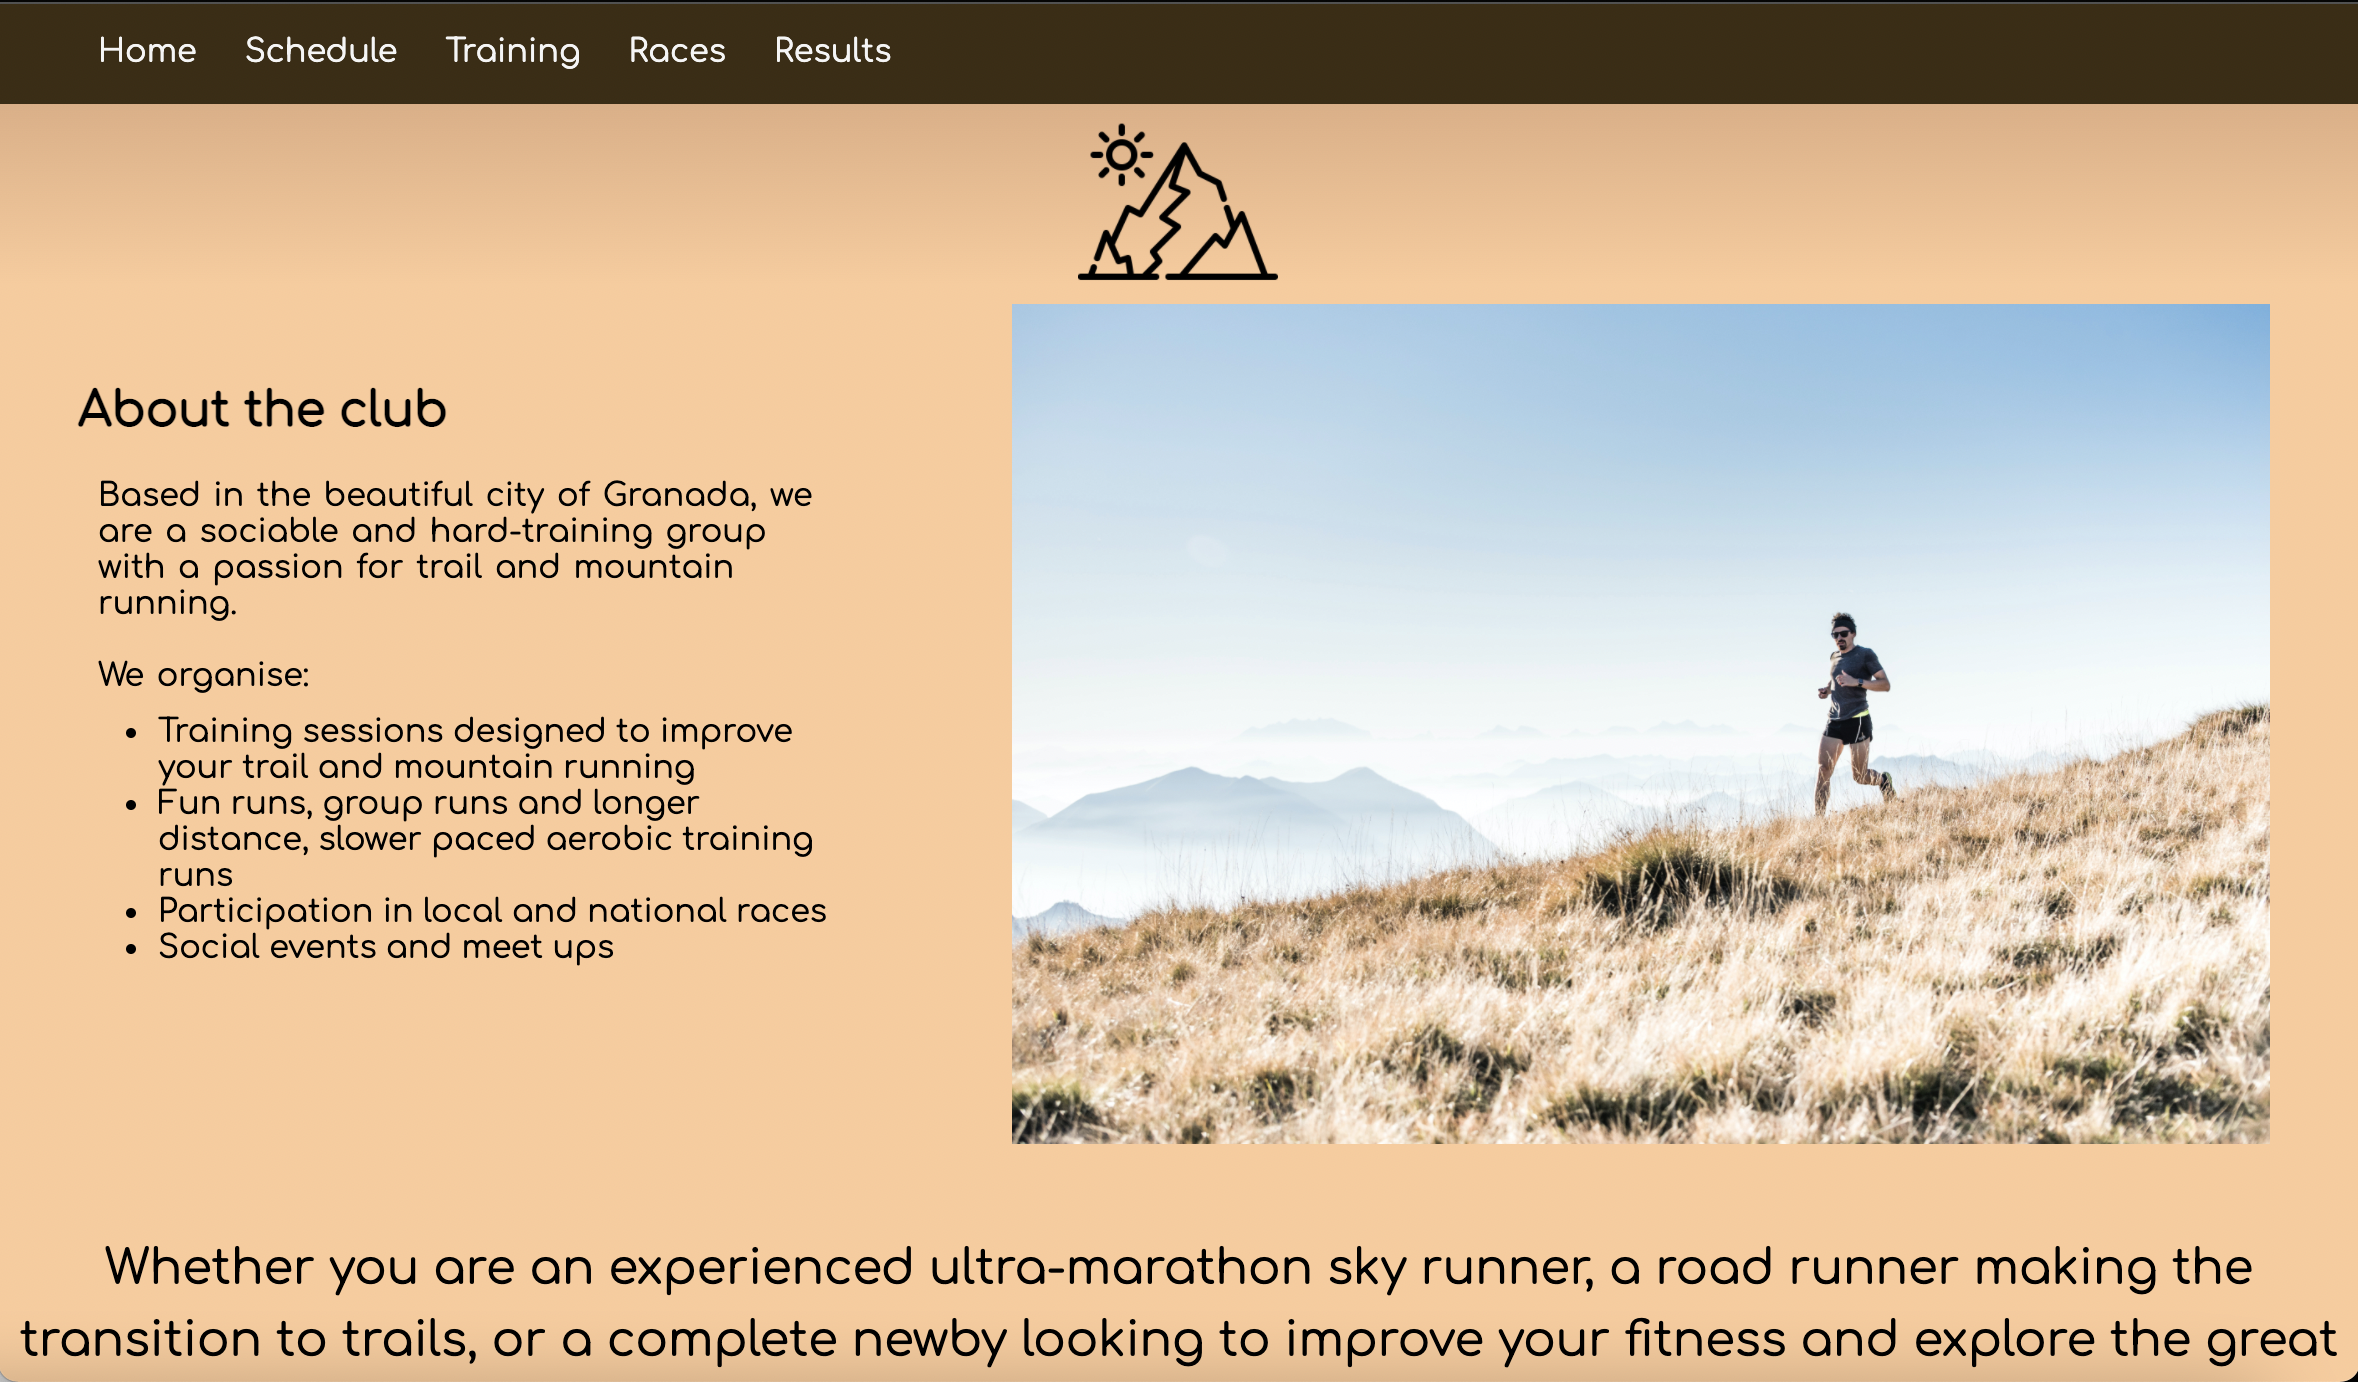 Home Schedule Training Races Results
About the club
Based in the beautiful city of Granada, we
are a sociable and hard-training group
with a passion for trail and mountain
running.
We organise:
• Training sessions designed to improve
your trail and mountain running
• Fun runs, group runs and longer
distance, slower paced aerobic training
runs
• Participation in local and national races
• Social events and meet ups
Whether you are an experienced ultra-marathon sky runner, a road runner making the
transition to trails, or a complete newby looking to improve your fitness and explore the great